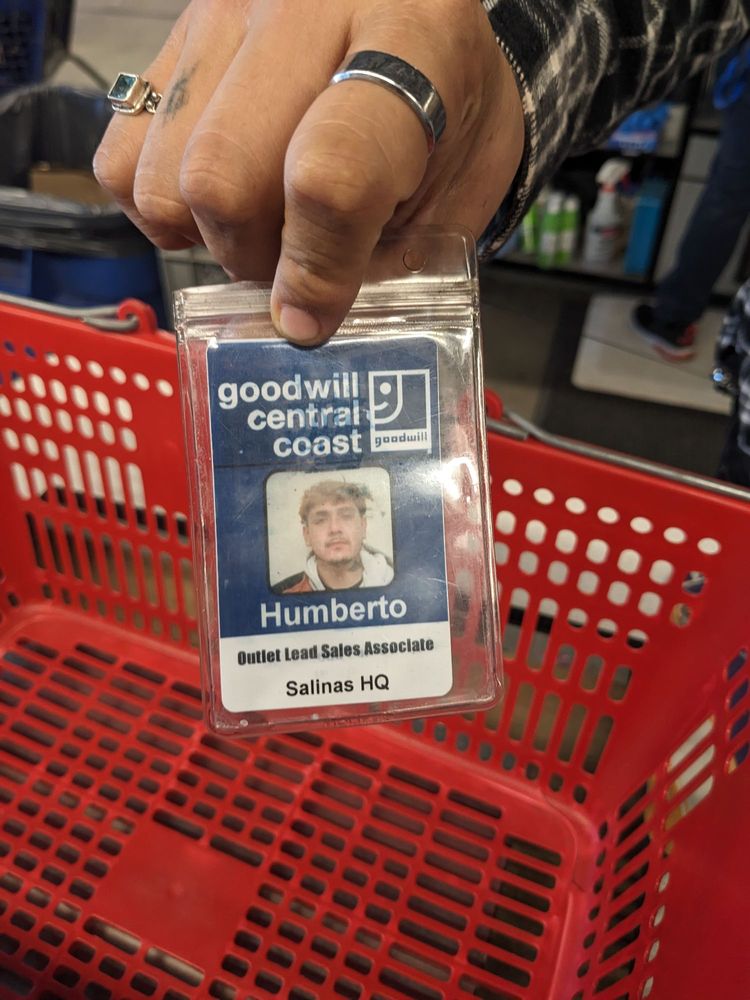 goodwill
central
coast
goodwill
Humberto
Outlet Lead Sales Associate
Salinas HQ